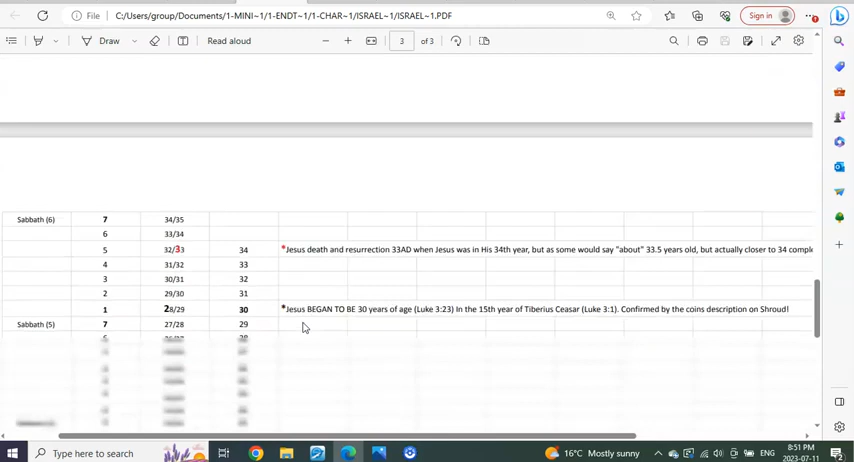 File C:/Users/group/Documents/1-MINI~1/1-ENDT~1/1-CHAR~1/ISRAEL~1/ISRAEL~1.PDF Sign in
Draw Read aloud 3 of 3
Sabbath (6) 7 34/35
6 33/34
5 32/33 34 *Jesus death and resurrection 33AD when Jesus was in His 34th year, but as some would say "about" 33.5 years old, but actually closer to 34 comple
4 31/32 33
3 30/31 32
2 29/30 31
1 28/29 30 *Jesus BEGAN TO BE 30 years of age (Luke 3:23) In the 15th year of Tiberius Ceasar (Luke 3:1). Confirmed by the coins description on Shroud!
Sabbath (5) 7 27/28 29
Type here to search 16°C Mostly sunny ENG 8:51 PM
2023-07-11